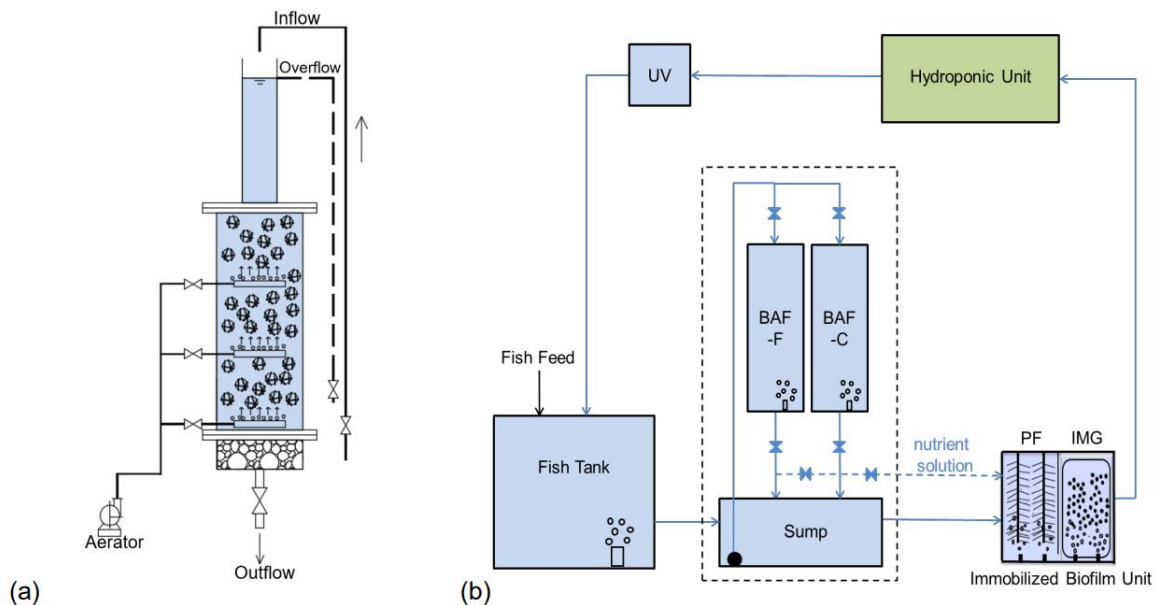 Inflow
Overflow
Aerator
Outflow
(a)
UV
Hydroponic Unit
BAF
-F
BAF
-C
Fish Feed
Fish Tank
nutrient
solution
PF
IMG
Sump
Immobilized Biofilm Unit
(b)